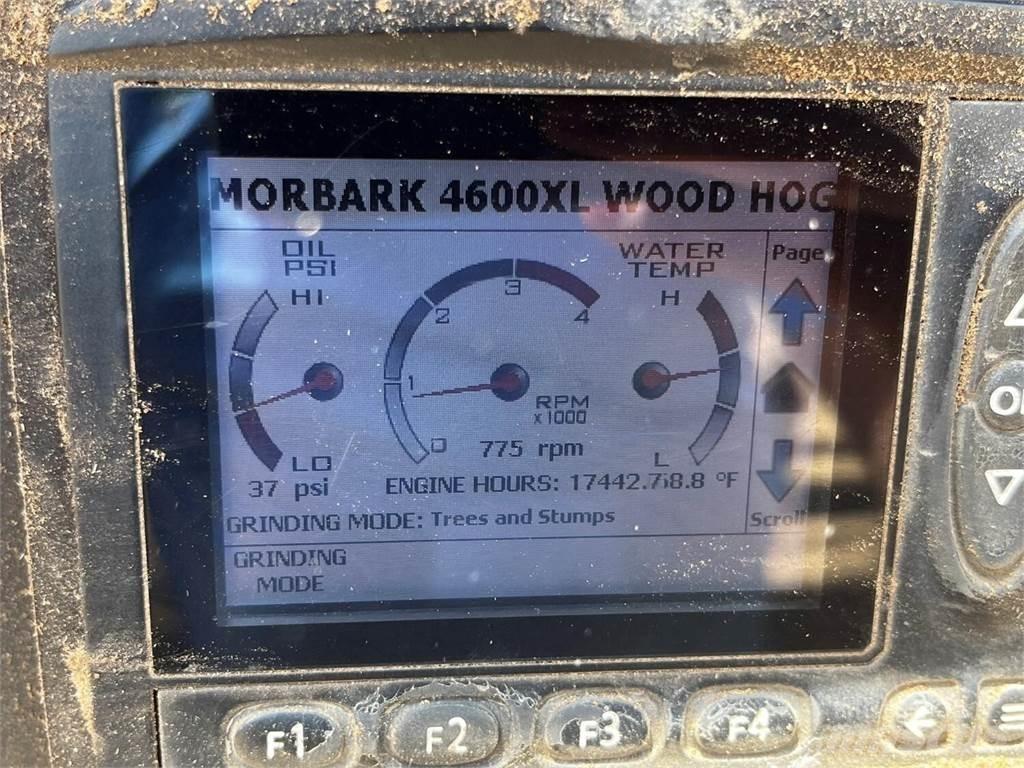 MORBARK 4600XL WOOD HOG
OIL
PSI
HI
LO
37 psi
0
1
2
3
4
RPM
x1000
775 rpm
WATER
TEMP
H
L
ENGINE HOURS: 17442.7
8.8 °F
Page
Scroll
GRINDING MODE: Trees and Stumps
GRINDING
MODE
F1 F2 F3 F4